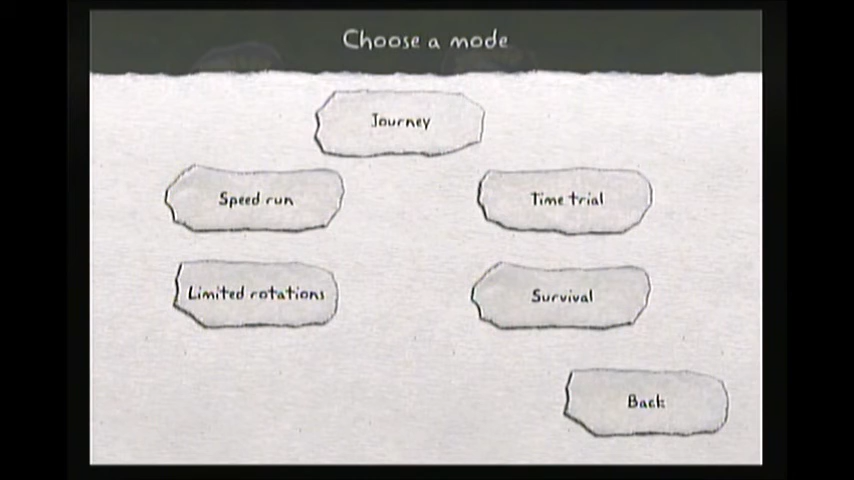 Choose a mode
Journey
Speed run
Time trial
Limited rotations
Survival
Back